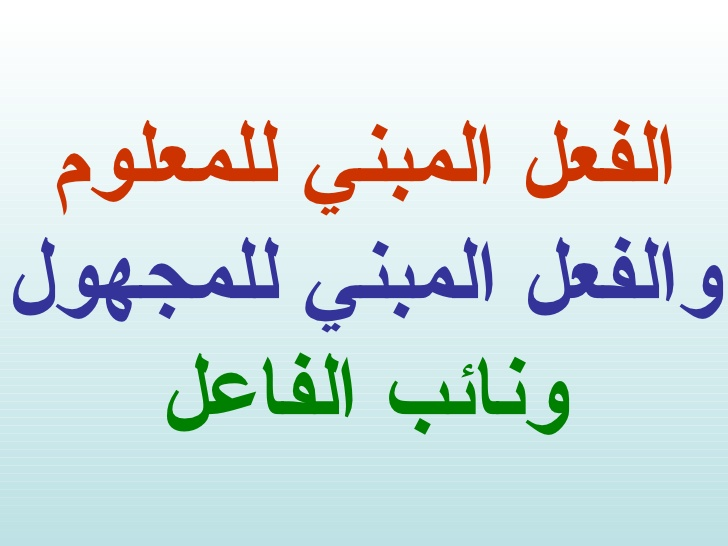 الفعل المبني للمعلوم
والفعل المبني للمجهول
ونائب الفاعل